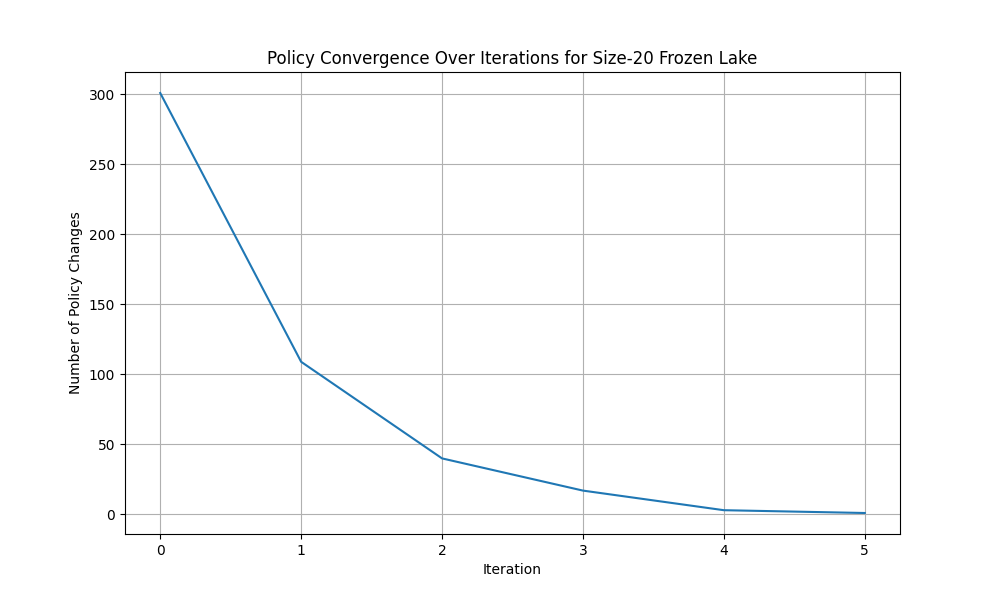 Policy Convergence Over Iterations for Size-20 Frozen Lake
300
250
200
150
100
50
0
Number of Policy Changes
0 1 2 3 4 5
Iteration